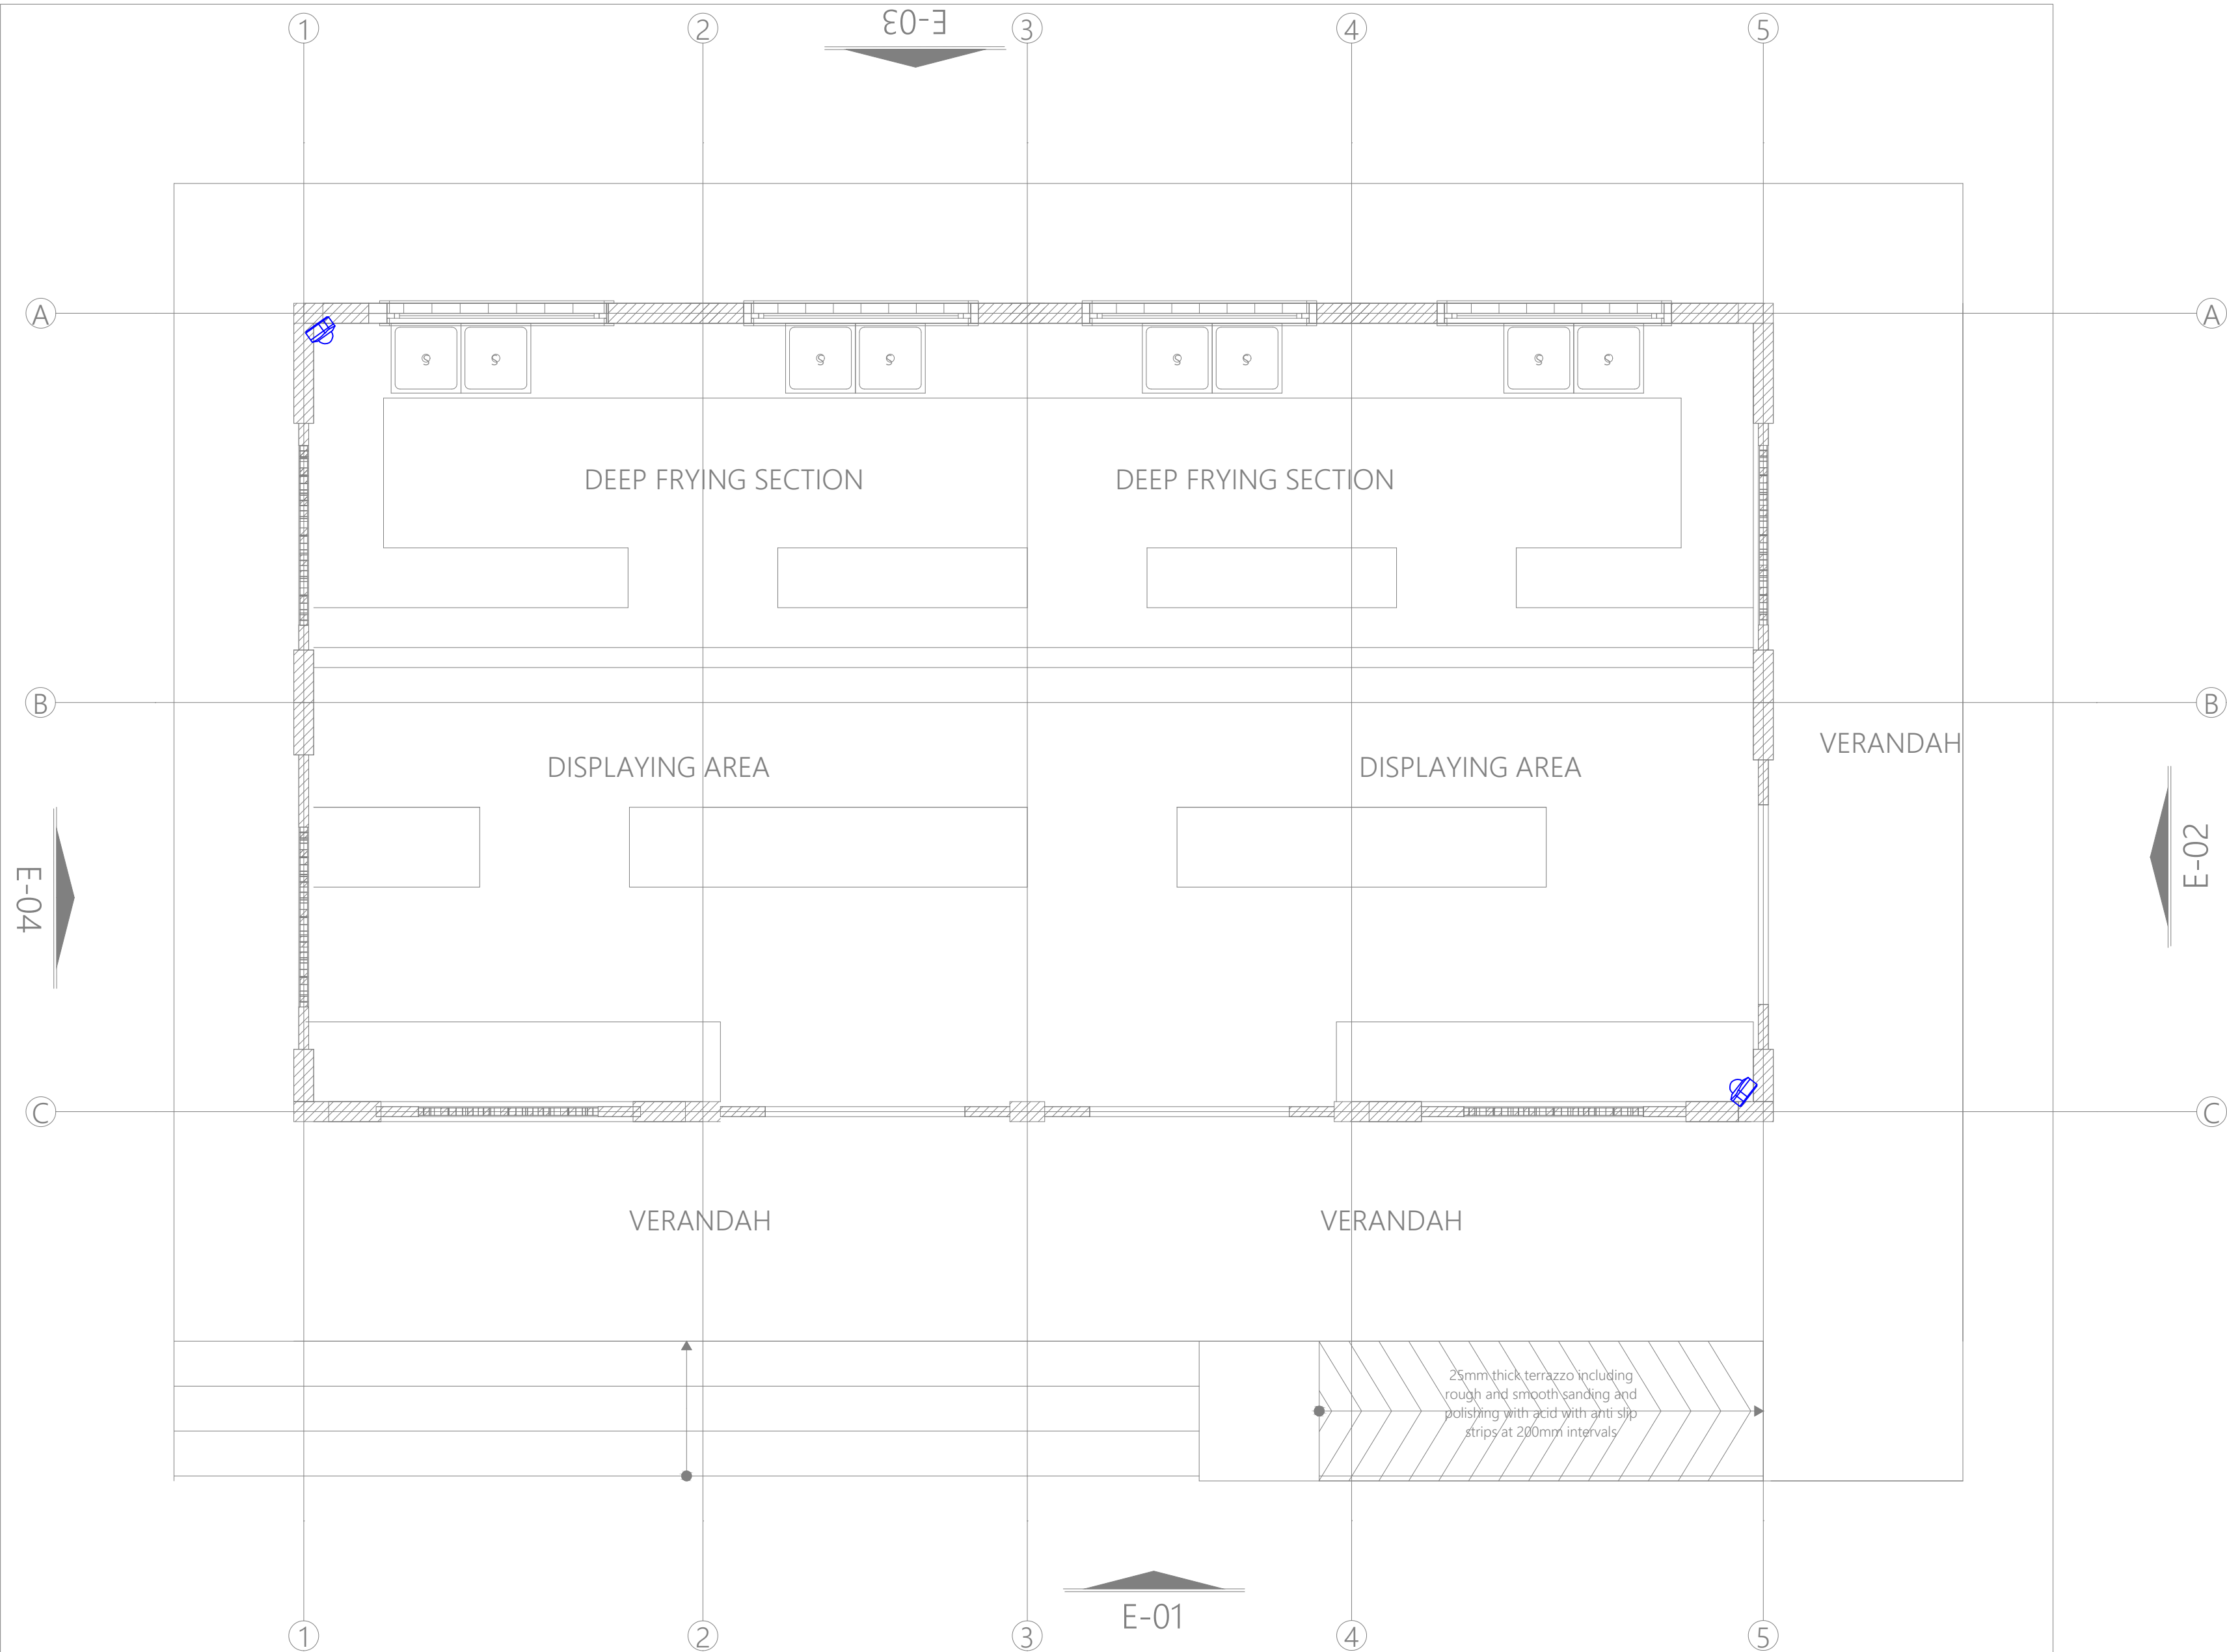 1
2
E-03
3
4
5
A
A
S
S
S
S
S
S
S
S
DEEP FRYING SECTION
DEEP FRYING SECTION
B
B
VERANDAH
DISPLAYING AREA
DISPLAYING AREA
E-02
E-04
C
C
VERANDAH
VERANDAH
25mm thick terrazzo including
rough and smooth sanding and
polishing with acid with anti slip
strips at 200mm intervals
E-01
1
2
3
4
5